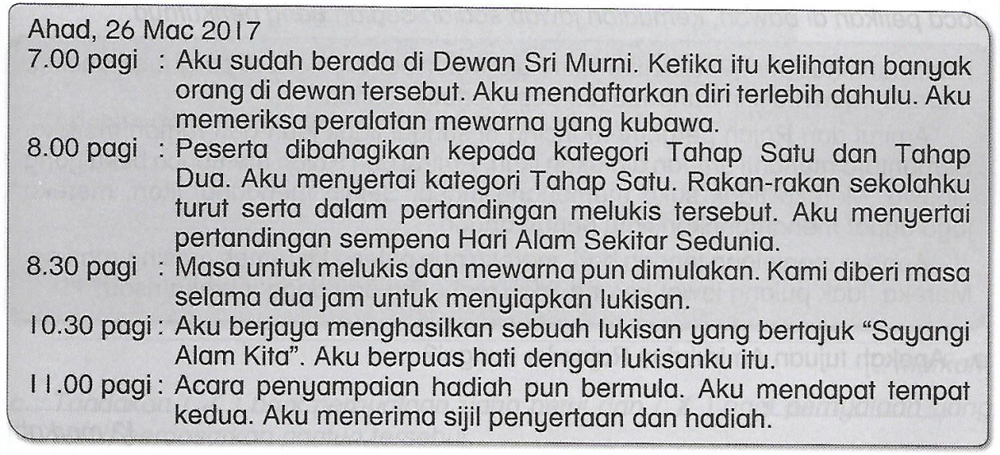 Ahad, 26 Mac 2017
7.00 pagi : Aku sudah berada di Dewan Sri Murni. Ketika itu kelihatan banyak
orang di dewan tersebut. Aku mendaftarkan diri terlebih dahulu. Aku
memeriksa peralatan mewarna yang kubawa.
8.00 pagi : Peserta dibahagikan kepada kategori Tahap Satu dan Tahap
Dua. Aku menyertai kategori Tahap Satu. Rakan-rakan sekolahku
turut serta dalam pertandingan melukis tersebut. Aku menyertai
pertandingan sempena Hari Alam Sekitar Sedunia.
8.30 pagi : Masa untuk melukis dan mewarna pun dimulakan. Kami diberi masa
selama dua jam untuk menyiapkan lukisan.
10.30 pagi : Aku berjaya menghasilkan sebuah lukisan yang bertajuk “Sayangi
Alam Kita”. Aku berpuas hati dengan lukisanku itu.
11.00 pagi : Acara penyampaian hadiah pun bermula. Aku mendapat tempat
kedua. Aku menerima sijil penyertaan dan hadiah.